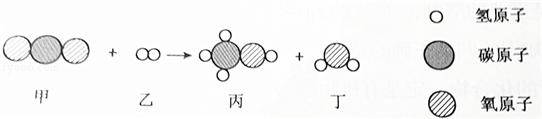 + → +
甲 乙 丙 丁
氢原子
碳原子
氧原子